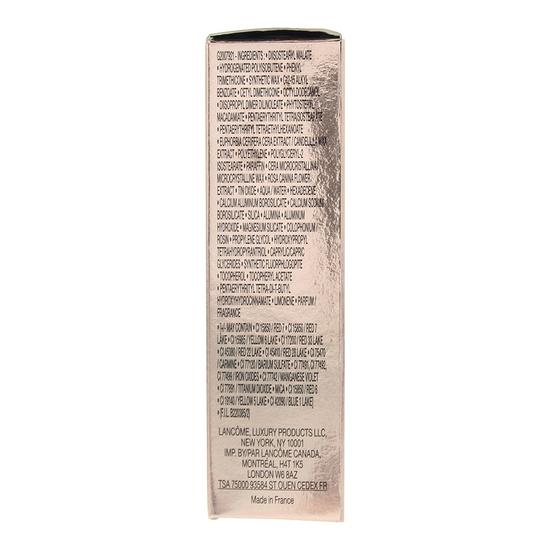 G2007901 - INGREDIENTS: • DIISOSTEARYL MALATE
• HYDROGENATED POLYISOBUTENE • PHENYL
TRIMETHICONE • SYNTHETIC WAX • C12-15 ALKYL
BENZOATE • CETYL DIMETHICONE • OCTYLDODECANOL
• DIISOPROPYL DIMER DILINOLEATE • PHYTOSTERYL
MACADAMIATE • PENTAERYTHRITYL TETRAISOSTEARATE
• PENTAERYTHRITYL TETRAETHYLHEXANOATE
• EUPHORBIA CERIFERA CERA EXTRACT / CANDELILLA WAX
EXTRACT • POLYETHYLENE • POLYGLYCERYL-2
ISOSTEARATE • PARAFFIN • CERA MICROCRISTALLINA /
MICROCRYSTALLINE WAX • ROSA CANINA FLOWER
EXTRACT • TIN OXIDE • AQUA / WATER • HEXADECENE
• CALCIUM ALUMINUM BOROSILICATE • CALCIUM SODIUM
BOROSILICATE • SILICA • ALUMINA • ALUMINUM
HYDROXIDE • MAGNESIUM SILICATE • COLOPHONIUM /
ROSIN • PROPYLENE GLYCOL • HYDROXYPROPYL
TETRAHYDROPYRANTRIOL • CAPRYLIC/CAPRIC
GLYCERIDES • SYNTHETIC FLUORPHLOGOPITE
• TOCOPHEROL • TOCOPHERYL ACETATE
• PENTAERYTHRITYL TETRA-DI-T-BUTYL
HYDROXYHYDROCINNAMATE • LIMONENE • PARFUM /
FRAGRANCE
• [+/- MAY CONTAIN • CI 15850 / RED 7 • CI 15850 / RED 7
LAKE • CI 15985 / YELLOW 6 LAKE • CI 17200 / RED 33 LAKE
• CI 45380 / RED 22 LAKE • CI 45410 / RED 28 LAKE • CI 75470
/ CARMINE • CI 77120 / BARIUM SULFATE • CI 77491, CI 77492,
CI 77499 / IRON OXIDES • CI 77742 / MANGANESE VIOLET
• CI 77891 / TITANIUM DIOXIDE • MICA • CI 15850 / RED 6
• CI 19140 / YELLOW 5 LAKE • CI 42090 / BLUE 1 LAKE]
LANCÔME, LUXURY PRODUCTS LLC,
NEW YORK, NY 10001
IMP. BY/PAR LANCÔME CANADA,
MONTRÉAL, H4T 1K5
LONDON W6 8AZ
TSA 75000 93584 ST OUEN CEDEX FR
Made in France